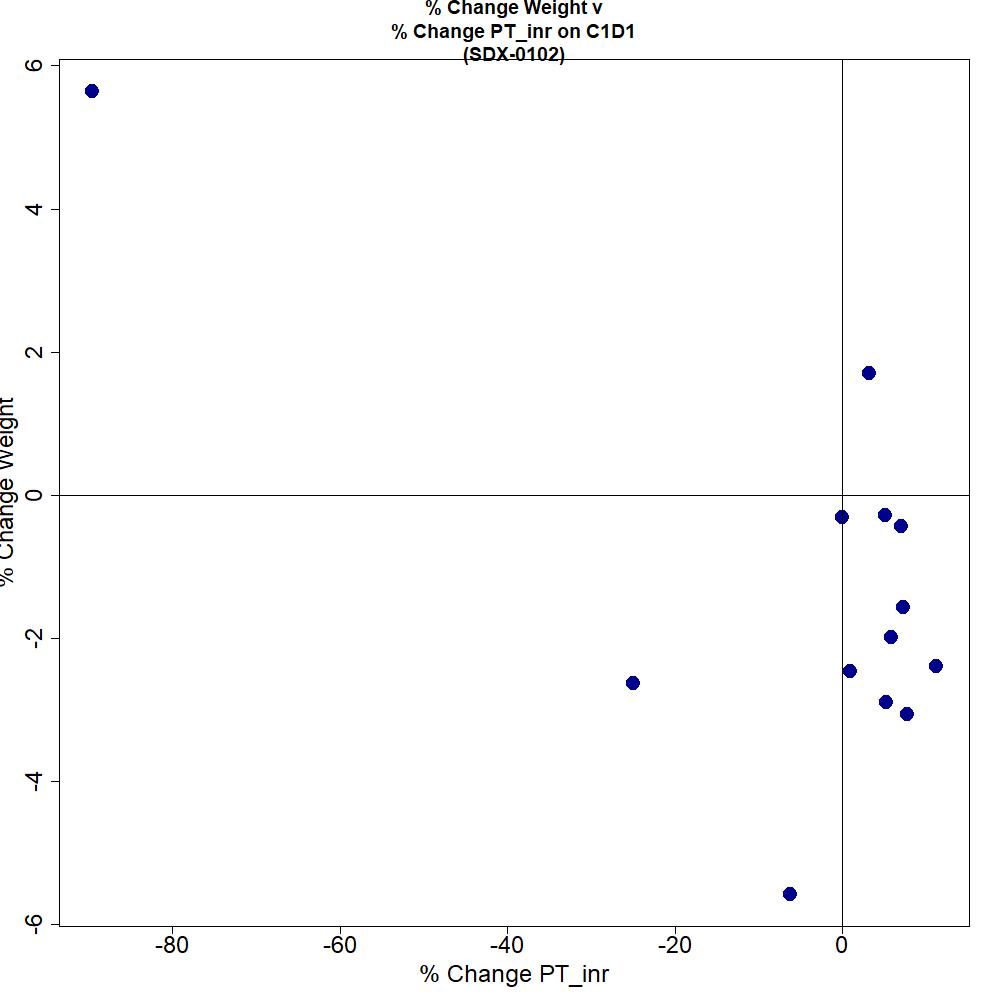 % Change Weight v
% Change PT_inr on C1D1
(SDX-0102)
6
4
2
0
-2
-4
-6
% Change Weight
-80
-60
-40
-20
0
% Change PT_inr